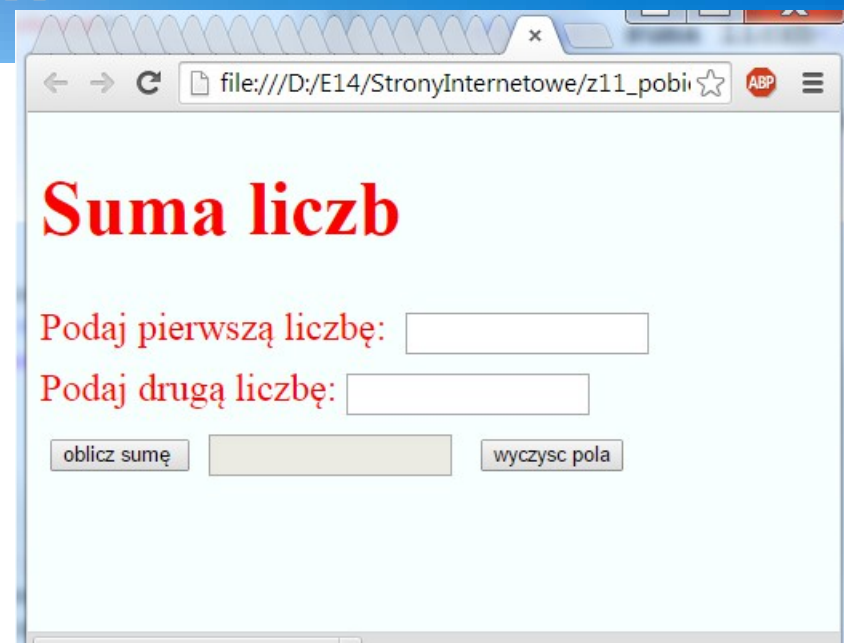 file:///D:/E14/StronyInternetowe/z11_pobi
ABP
Suma liczb
Podaj pierwszą liczbę:
Podaj drugą liczbę:
oblicz sumę wyczysc pola